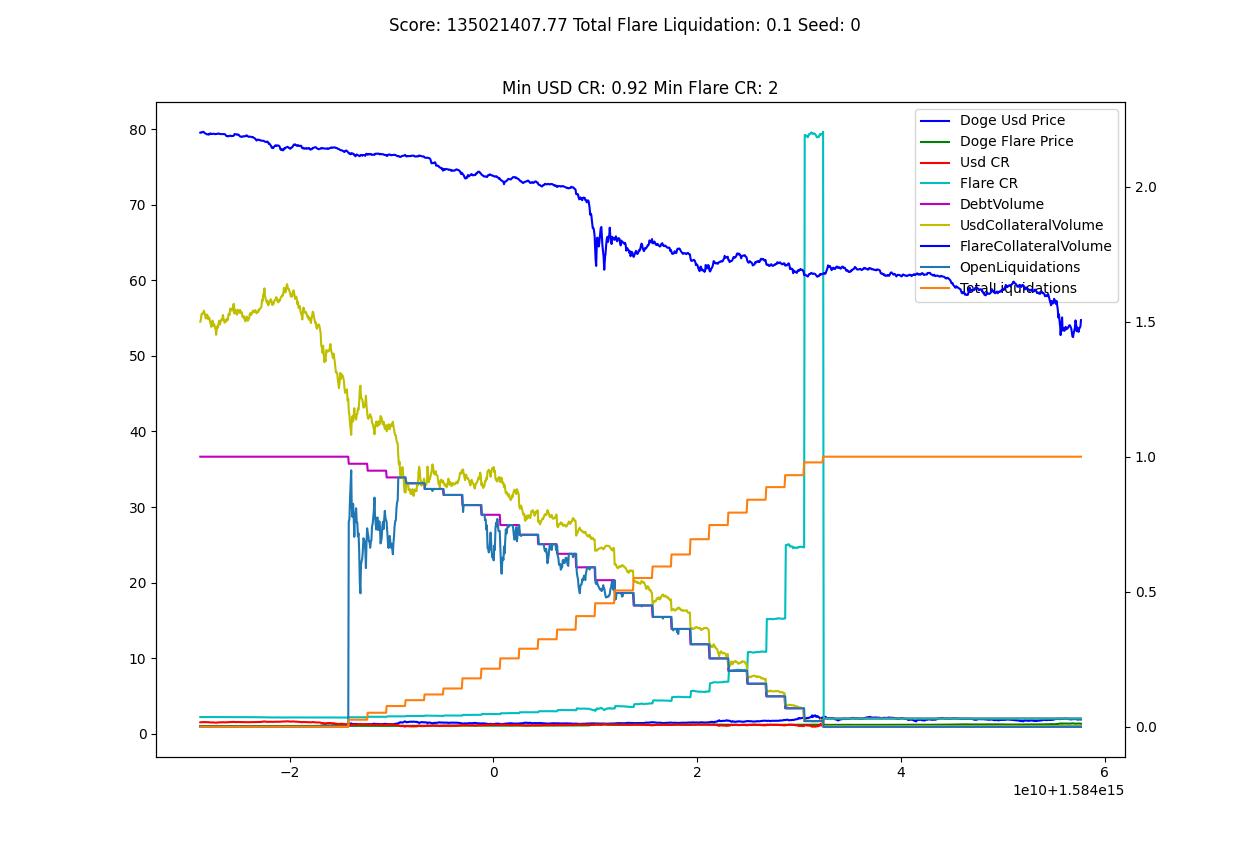 Score: 135021407.77 Total Flare Liquidation: 0.1 Seed: 0
Min USD CR: 0.92 Min Flare CR: 2
Doge Usd Price
Doge Flare Price
Usd CR
Flare CR
DebtVolume
UsdCollateralVolume
FlareCollateralVolume
OpenLiquidations
TotalLiquidations
80
70
60
50
40
30
20
10
0
2.0
1.5
1.0
0.5
0.0
−2
0
2
4
6
1e10+1.584e15